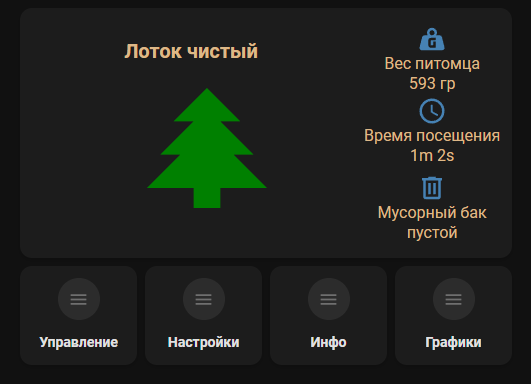 Лоток чистый
Вес питомца
593 гр
Время посещения
1m 2s
Мусорный бак
пустой
Управление
Настройки
Инфо
Графики